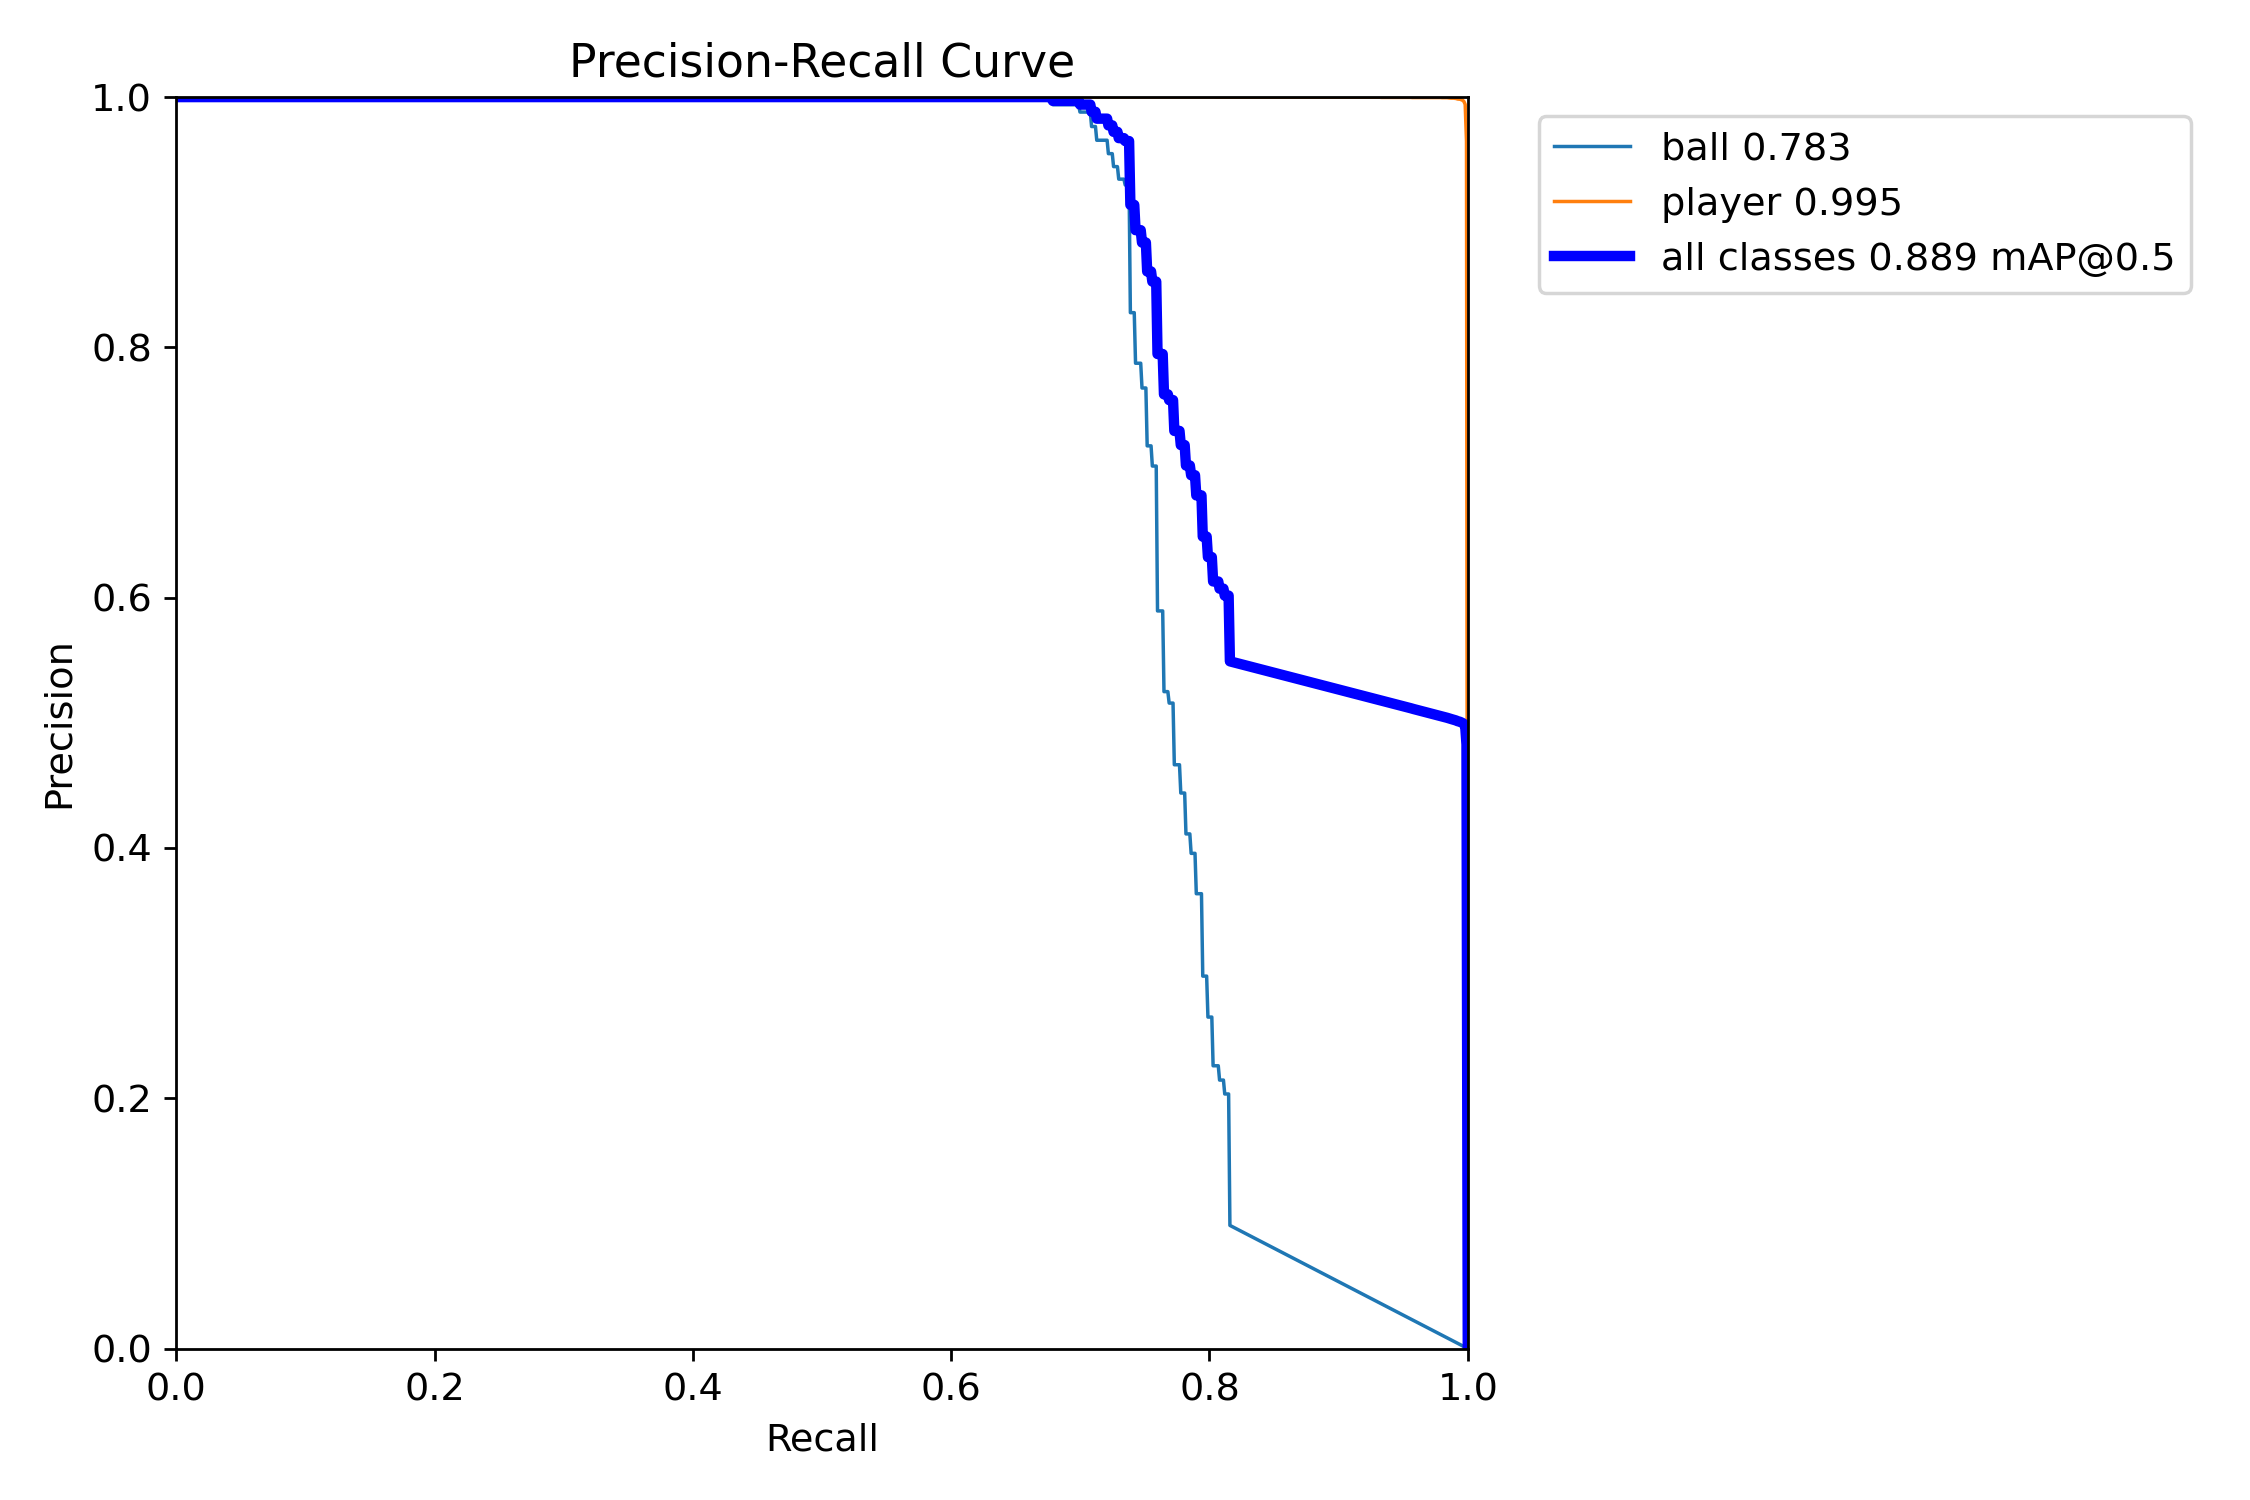 Precision-Recall Curve
1.0
0.8
0.6
0.4
0.2
0.0
Precision
0.0 0.2 0.4 0.6 0.8 1.0
Recall
ball 0.783
player 0.995
all classes 0.889 mAP@0.5